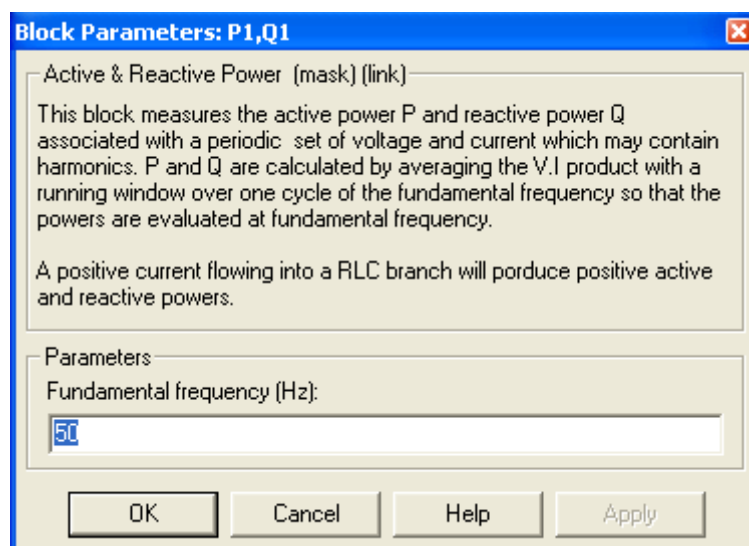 Block Parameters: P1,Q1
Active & Reactive Power (mask) (link)
This block measures the active power P and reactive power Q
associated with a periodic set of voltage and current which may contain
harmonics. P and Q are calculated by averaging the V.I product with a
running window over one cycle of the fundamental frequency so that the
powers are evaluated at fundamental frequency.
A positive current flowing into a RLC branch will porduce positive active
and reactive powers.
Parameters
Fundamental frequency (Hz):
50
OK Cancel Help Apply